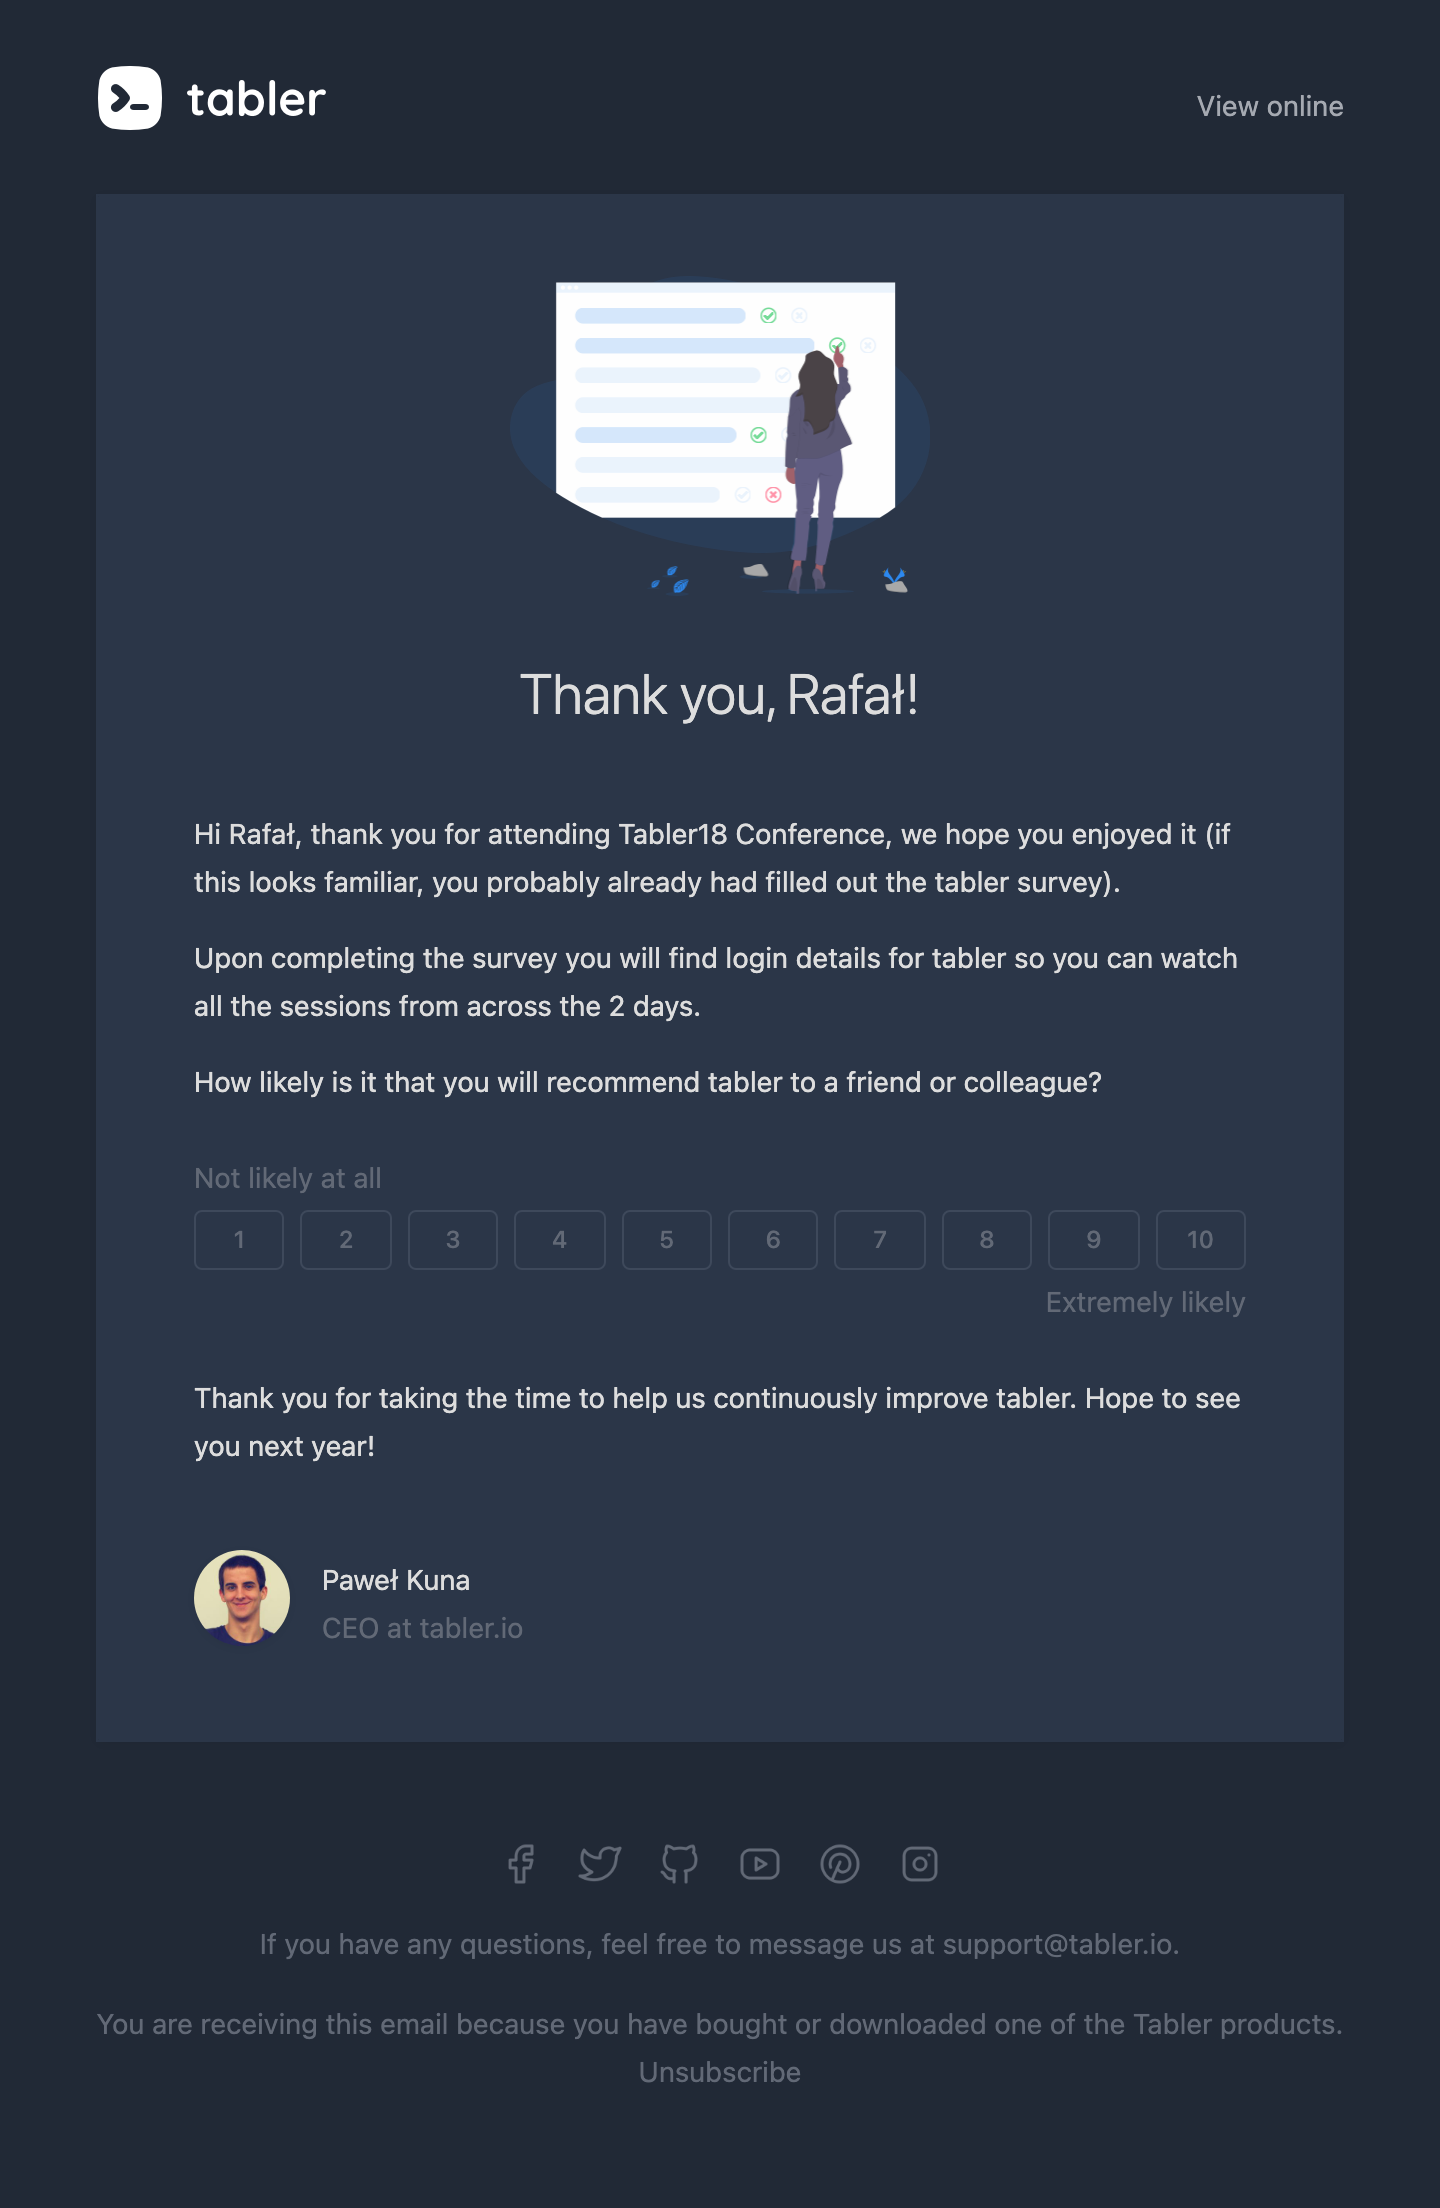 tabler
View online
Thank you, Rafał!
Hi Rafał, thank you for attending Tabler18 Conference, we hope you enjoyed it (if
this looks familiar, you probably already had filled out the tabler survey).
Upon completing the survey you will find login details for tabler so you can watch
all the sessions from across the 2 days.
How likely is it that you will recommend tabler to a friend or colleague?
Not likely at all
1 2 3 4 5 6 7 8 9 10
Extremely likely
Thank you for taking the time to help us continuously improve tabler. Hope to see
you next year!
Paweł Kuna
CEO at tabler.io
If you have any questions, feel free to message us at support@tabler.io.
You are receiving this email because you have bought or downloaded one of the Tabler products.
Unsubscribe